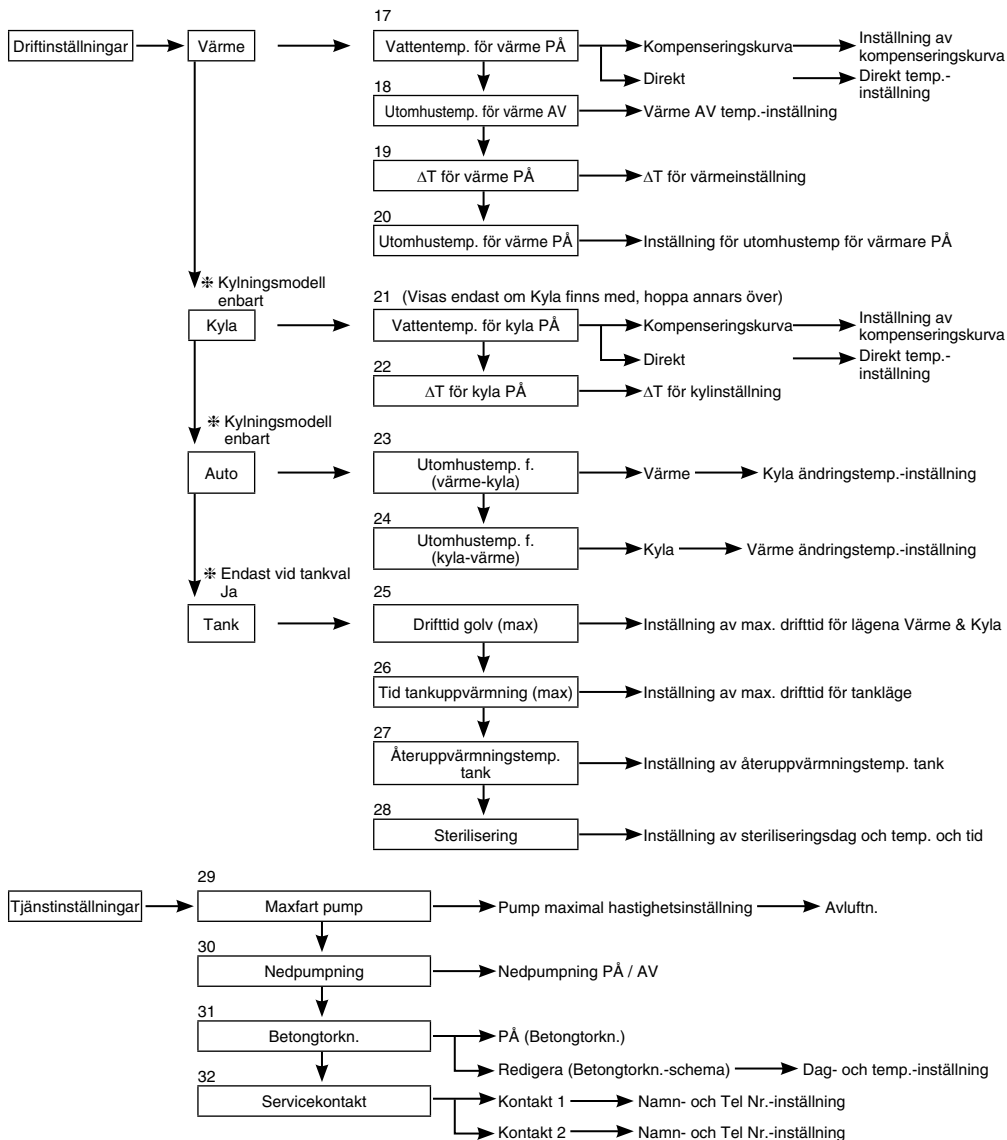 17
Driftinställningar
Värme
Vattentemp. för värme PÅ
Kompenseringskurva
Inställning av
kompenseringskurva
Direkt
Direkt temp.-
inställning
18
Utomhustemp. för värme AV
Värme AV temp.-inställning
19
ΔT för värme PÅ
ΔT för värmeinställning
20
Utomhustemp. för värme PÅ
Inställning för utomhustemp för värmare PÅ
❉ Kylningsmodell
enbart
21 (Visas endast om Kyla finns med, hoppa annars över)
Kyla
Vattentemp. för kyla PÅ
Kompenseringskurva
Inställning av
kompenseringskurva
Direkt
Direkt temp.-
inställning
22
ΔT för kyla PÅ
ΔT för kylinställning
❉ Kylningsmodell
enbart
23
Auto
Utomhustemp. f.
(värme-kyla)
Värme
Kyla ändringstemp.-inställning
24
Utomhustemp. f.
(kyla-värme)
Kyla
Värme ändringstemp.-inställning
❉ Endast vid tankval
Ja
25
Tank
Drifttid golv (max)
Inställning av max. drifttid för lägena Värme & Kyla
26
Tid tankuppvärmning (max)
Inställning av max. drifttid för tankläge
27
Återuppvärmningstemp.
tank
Inställning av återuppvärmningstemp. tank
28
Sterilisering
Inställning av steriliseringsdag och temp. och tid
29
Tjänstinställningar
Maxfart pump
Pump maximal hastighetsinställning
Avluftn.
30
Nedpumpning
Nedpumpning PÅ / AV
31
Betongtorkn.
PÅ (Betongtorkn.)
Redigera (Betongtorkn.-schema)
Dag- och temp.-inställning
32
Servicekontakt
Kontakt 1
Namn- och Tel Nr.-inställning
Kontakt 2
Namn- och Tel Nr.-inställning